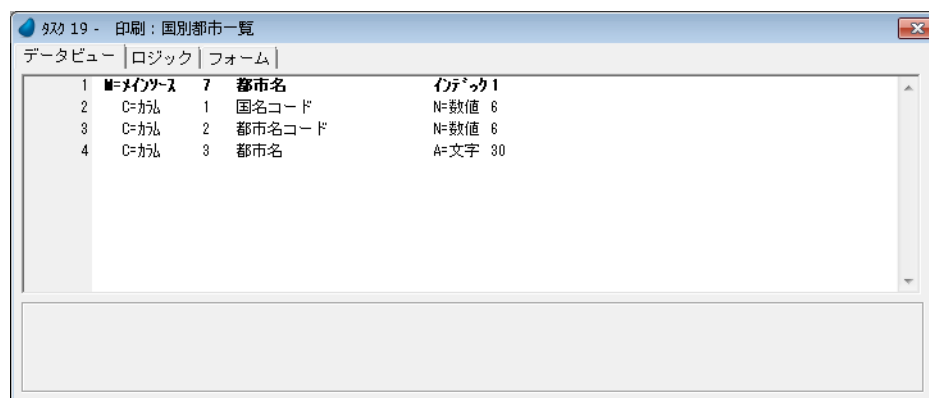 ﾀｽｸ 19 - 印刷：国別都市一覧
データビュー ロジック フォーム
1 M=ﾒｲﾝｿｰｽ 7 都市名 ｲﾝﾃﾞｯｸ 1
2 C=ｶﾗﾑ 1 国名コード N=数値 6
3 C=ｶﾗﾑ 2 都市名コード N=数値 6
4 C=ｶﾗﾑ 3 都市名 A=文字 30